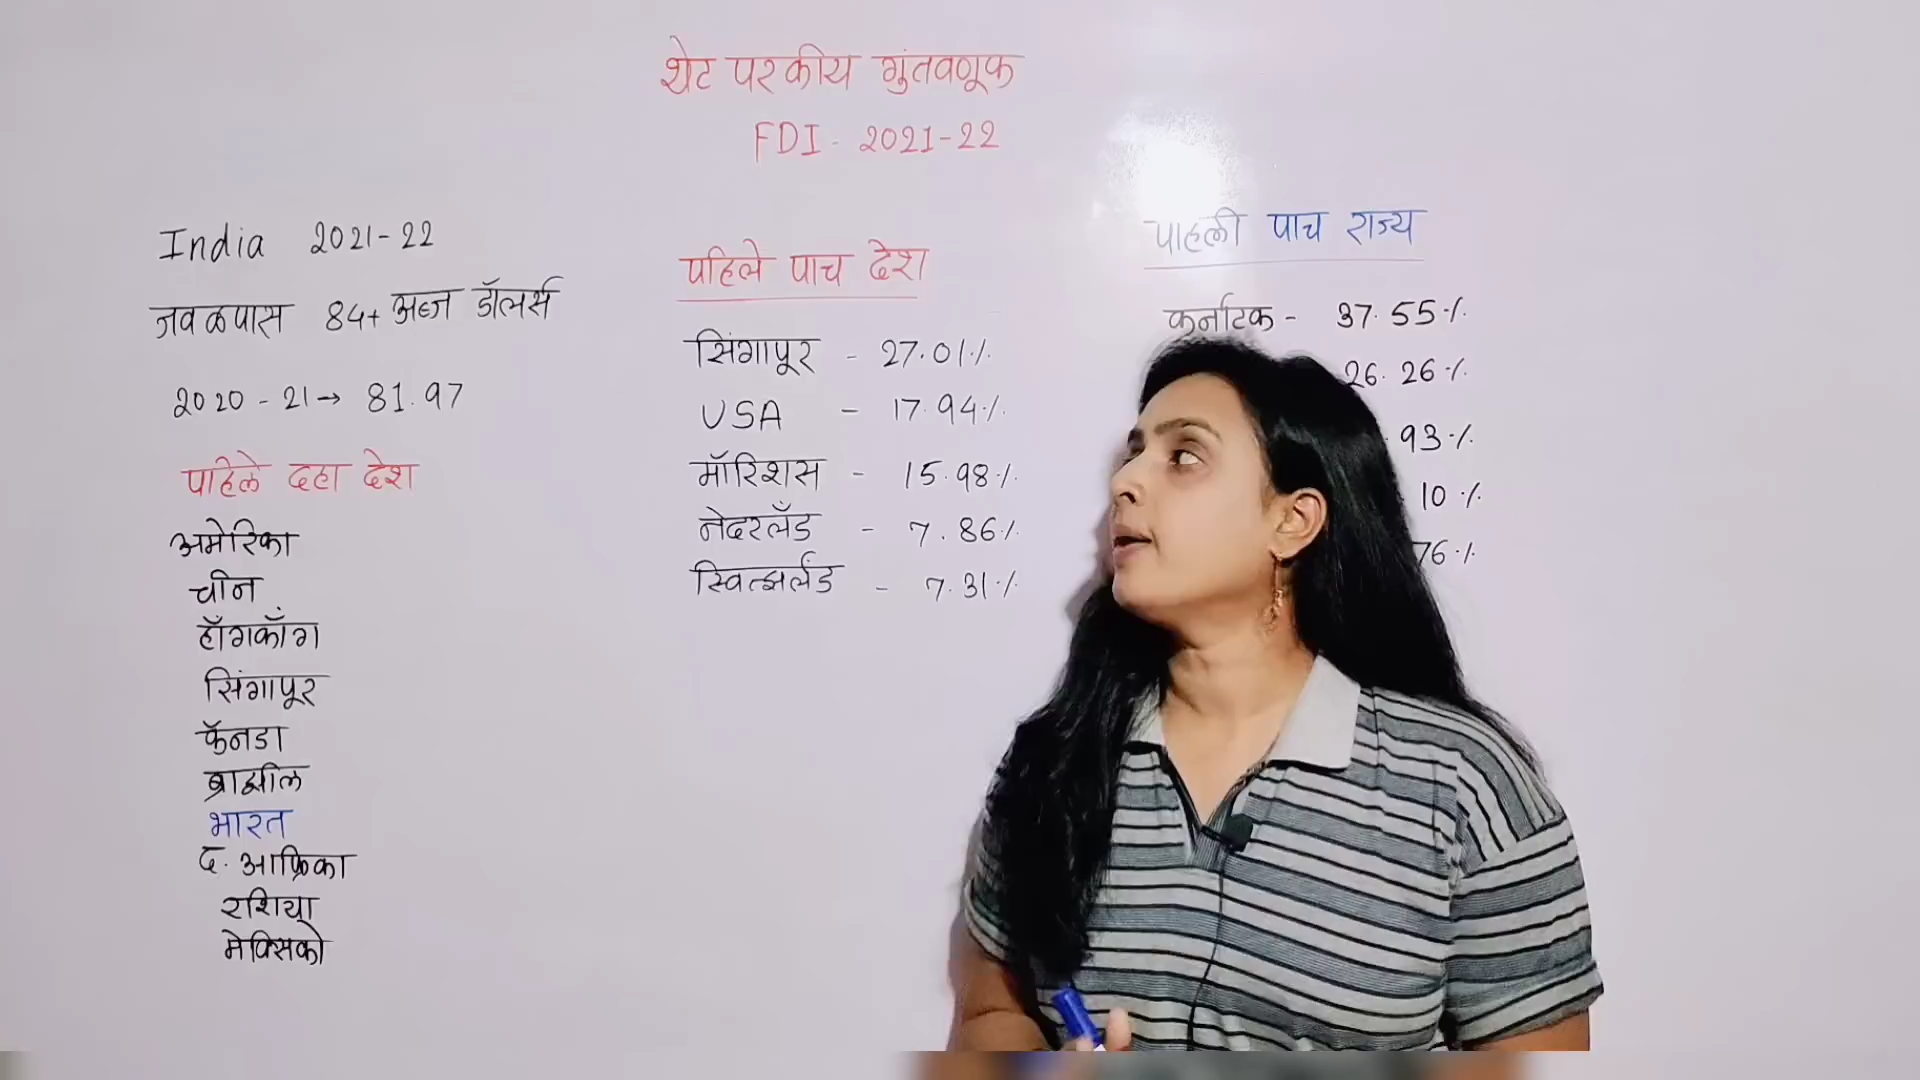 थेट परकीय गुंतवणूक
FDI - 2021-22
India 2021-22
जवळपास 84+ अब्ज डॉलर्स
2020 - 21 → 81.97
पाहिले दहा देश
अमेरिका
चीन
हाँगकाँग
सिंगापूर
कॅनडा
ब्राझील
भारत
द. आफ्रिका
रशिया
मेक्सिको
पहिले पाच देश
सिंगापूर - 27.01%
USA - 17.94%
मॉरिशस - 15.98%
नेदरलँड - 7.86%
स्वित्झर्लंड - 7.31%
पाहली पाच राज्य
कर्नाटक - 37.55%
26.26%
.93%
10%
76%